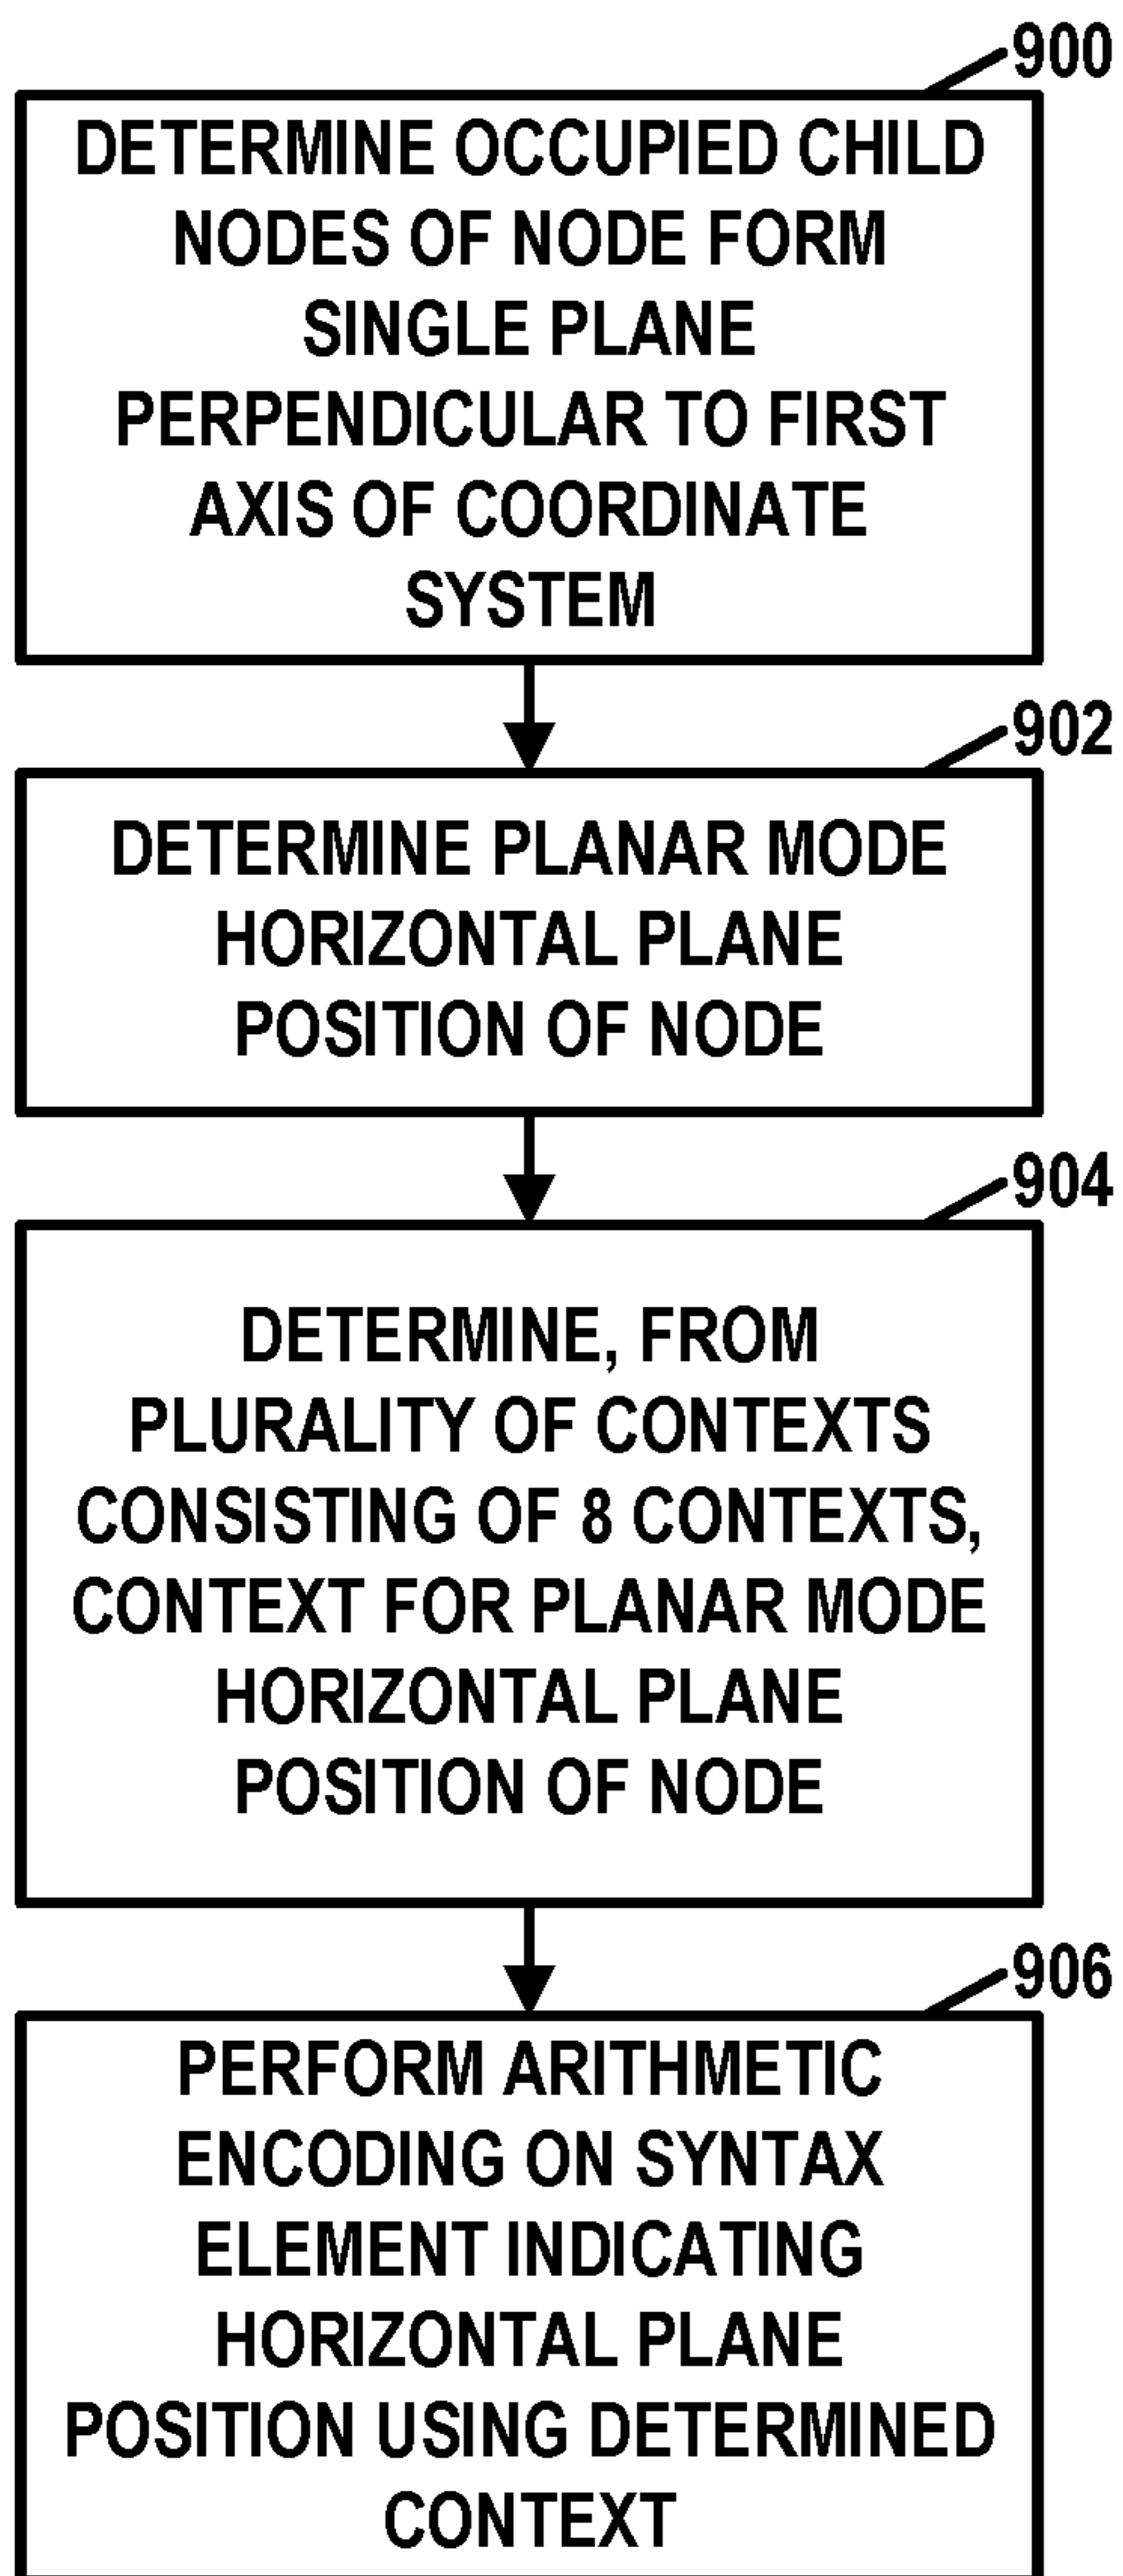 900
DETERMINE OCCUPIED CHILD
NODES OF NODE FORM
SINGLE PLANE
PERPENDICULAR TO FIRST
AXIS OF COORDINATE
SYSTEM
902
DETERMINE PLANAR MODE
HORIZONTAL PLANE
POSITION OF NODE
904
DETERMINE, FROM
PLURALITY OF CONTEXTS
CONSISTING OF 8 CONTEXTS,
CONTEXT FOR PLANAR MODE
HORIZONTAL PLANE
POSITION OF NODE
906
PERFORM ARITHMETIC
ENCODING ON SYNTAX
ELEMENT INDICATING
HORIZONTAL PLANE
POSITION USING DETERMINED
CONTEXT